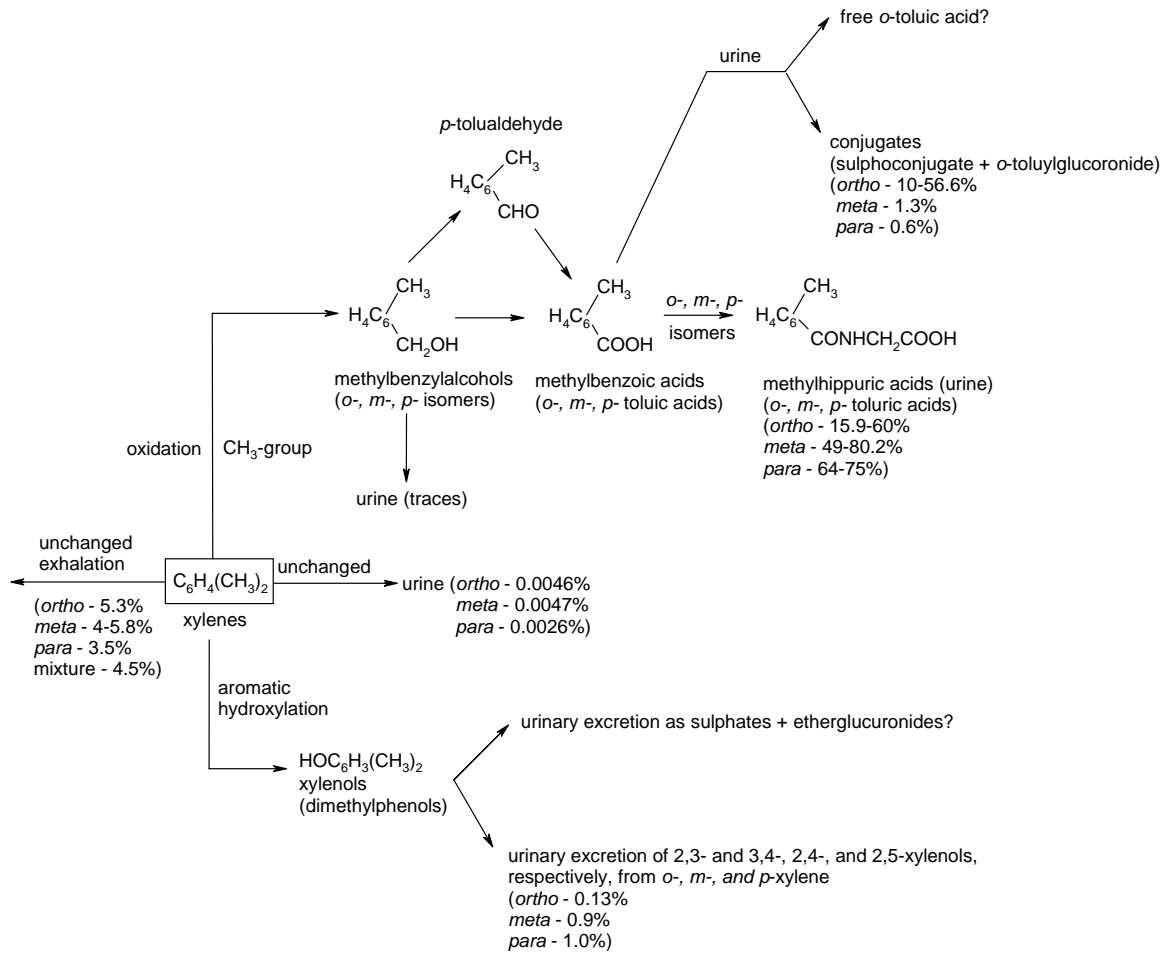 free o-toluic acid?
urine
conjugates
(sulphoconjugate + o-toluylglucoronide)
(ortho - 10-56.6%
meta - 1.3%
para - 0.6%)
p-tolualdehyde
CH3
H4C6
CHO
CH3
H4C6
CH2OH
methylbenzylalcohols
(o-, m-, p- isomers)
urine (traces)
CH3
H4C6
COOH
methylbenzoic acids
(o-, m-, p- toluic acids)
o-, m-, p-
isomers
CH3
H4C6
CONHCH2COOH
methylhippuric acids (urine)
(o-, m-, p- toluric acids)
(ortho - 15.9-60%
meta - 49-80.2%
para - 64-75%)
oxidation
CH3-group
unchanged
exhalation
(ortho - 5.3%
meta - 4-5.8%
para - 3.5%
mixture - 4.5%)
C6H4(CH3)2
xylenes
unchanged
urine (ortho - 0.0046%
meta - 0.0047%
para - 0.0026%)
aromatic
hydroxylation
HOC6H3(CH3)2
xylenols
(dimethylphenols)
urinary excretion as sulphates + etherglucuronides?
urinary excretion of 2,3- and 3,4-, 2,4-, and 2,5-xylenols,
respectively, from o-, m-, and p-xylene
(ortho - 0.13%
meta - 0.9%
para - 1.0%)